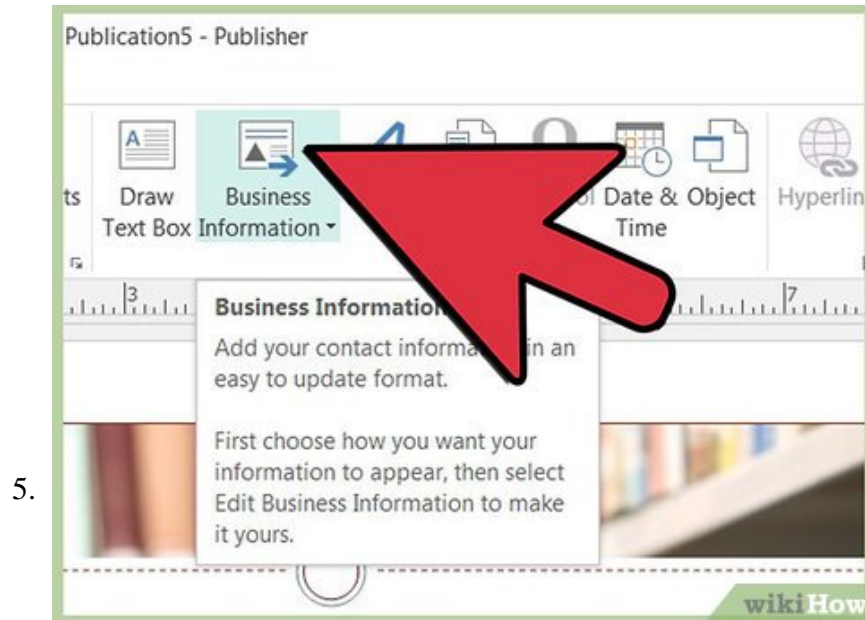 Publication5 - Publisher
ts
Draw
Text Box
Business
Information
Date &
Time
Object
Hyperlin
3
7
Business Information
Add your contact in an
easy to update format.
First choose how you want your
information to appear, then select
Edit Business Information to make
it yours.
5.
wikiHow